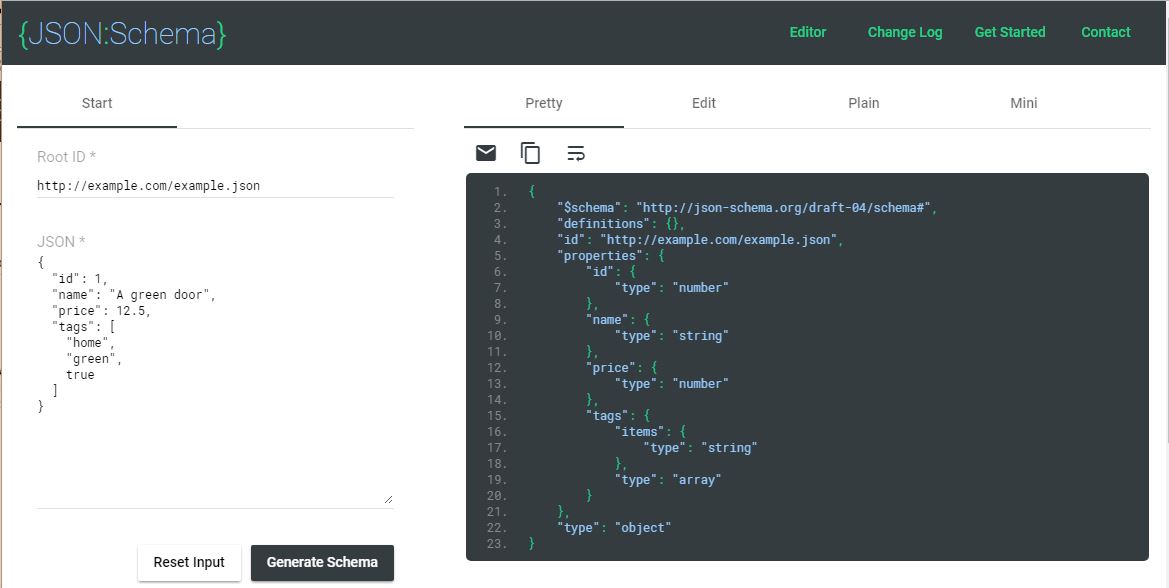 {JSON:Schema}
Editor Change Log Get Started Contact
Start
Root ID *
http://example.com/example.json
JSON *
{
  "id": 1,
  "name": "A green door",
  "price": 12.5,
  "tags": [
    "home",
    "green",
    true
  ]
}
Reset Input Generate Schema
Pretty Edit Plain Mini
1. {
2.     "$schema": "http://json-schema.org/draft-04/schema#",
3.     "definitions": {},
4.     "id": "http://example.com/example.json",
5.     "properties": {
6.         "id": {
7.             "type": "number"
8.         },
9.         "name": {
10.             "type": "string"
11.         },
12.         "price": {
13.             "type": "number"
14.         },
15.         "tags": {
16.             "items": {
17.                 "type": "string"
18.             },
19.             "type": "array"
20.         }
21.     },
22.     "type": "object"
23. }